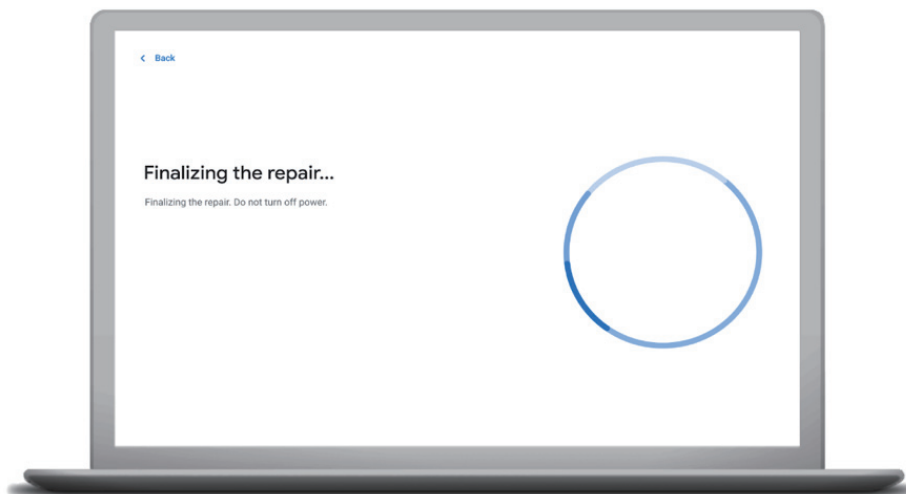 Back
Finalizing the repair...
Finalizing the repair. Do not turn off power.